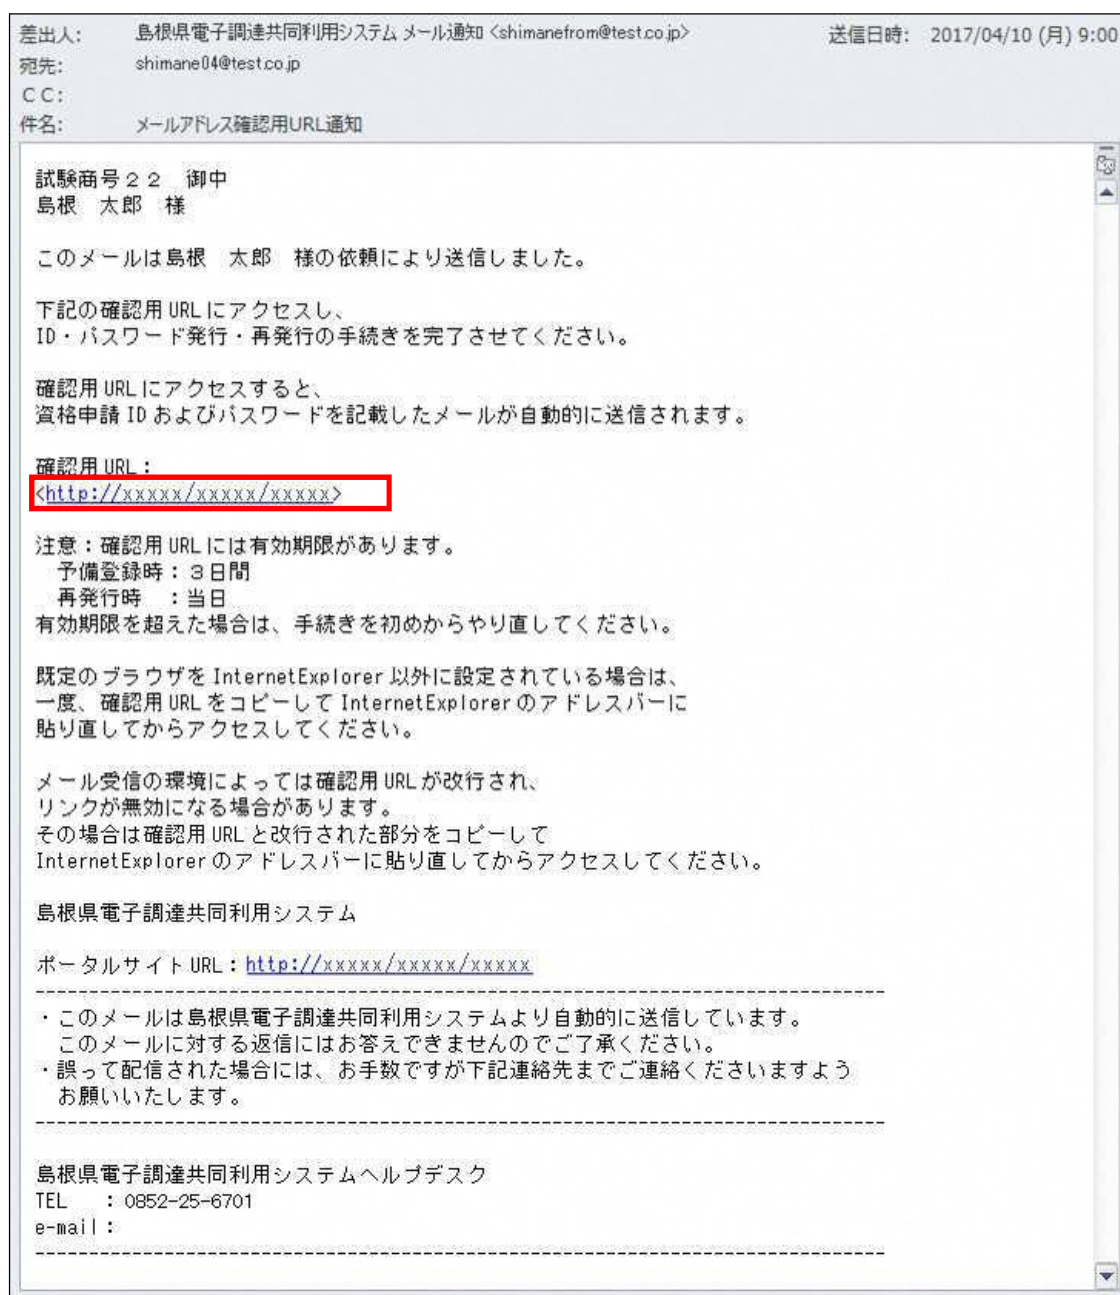 差出人: 島根県電子調達共同利用システム メール通知 <shimanefrom@test.co.jp> 送信日時: 2017/04/10 (月) 9:00
宛先: shimane04@test.co.jp
CC:
件名: メールアドレス確認用URL通知
試験商号２２　御中
島根　太郎　様
このメールは島根　太郎　様の依頼により送信しました。
下記の確認用URLにアクセスし、
ID・パスワード発行・再発行の手続きを完了させてください。
確認用URLにアクセスすると、
資格申請IDおよびパスワードを記載したメールが自動的に送信されます。
確認用URL：
<http://xxxxx/xxxxx/xxxxx>
注意：確認用URLには有効期限があります。
　予備登録時：３日間
　再発行時　：当日
有効期限を超えた場合は、手続きを初めからやり直してください。
既定のブラウザをInternetExplorer以外に設定されている場合は、
一度、確認用URLをコピーしてInternetExplorerのアドレスバーに
貼り直してからアクセスしてください。
メール受信の環境によっては確認用URLが改行され、
リンクが無効になる場合があります。
その場合は確認用URLと改行された部分をコピーして
InternetExplorerのアドレスバーに貼り直してからアクセスしてください。
島根県電子調達共同利用システム
ポータルサイトURL：http://xxxxx/xxxxx/xxxxx
--------------------------------------------------------------------------------
・このメールは島根県電子調達共同利用システムより自動的に送信しています。
　このメールに対する返信にはお答えできませんのでご了承ください。
・誤って配信された場合には、お手数ですが下記連絡先までご連絡くださいますよう
　お願いいたします。
--------------------------------------------------------------------------------
島根県電子調達共同利用システムヘルプデスク
TEL　：0852-25-6701
e-mail：
--------------------------------------------------------------------------------